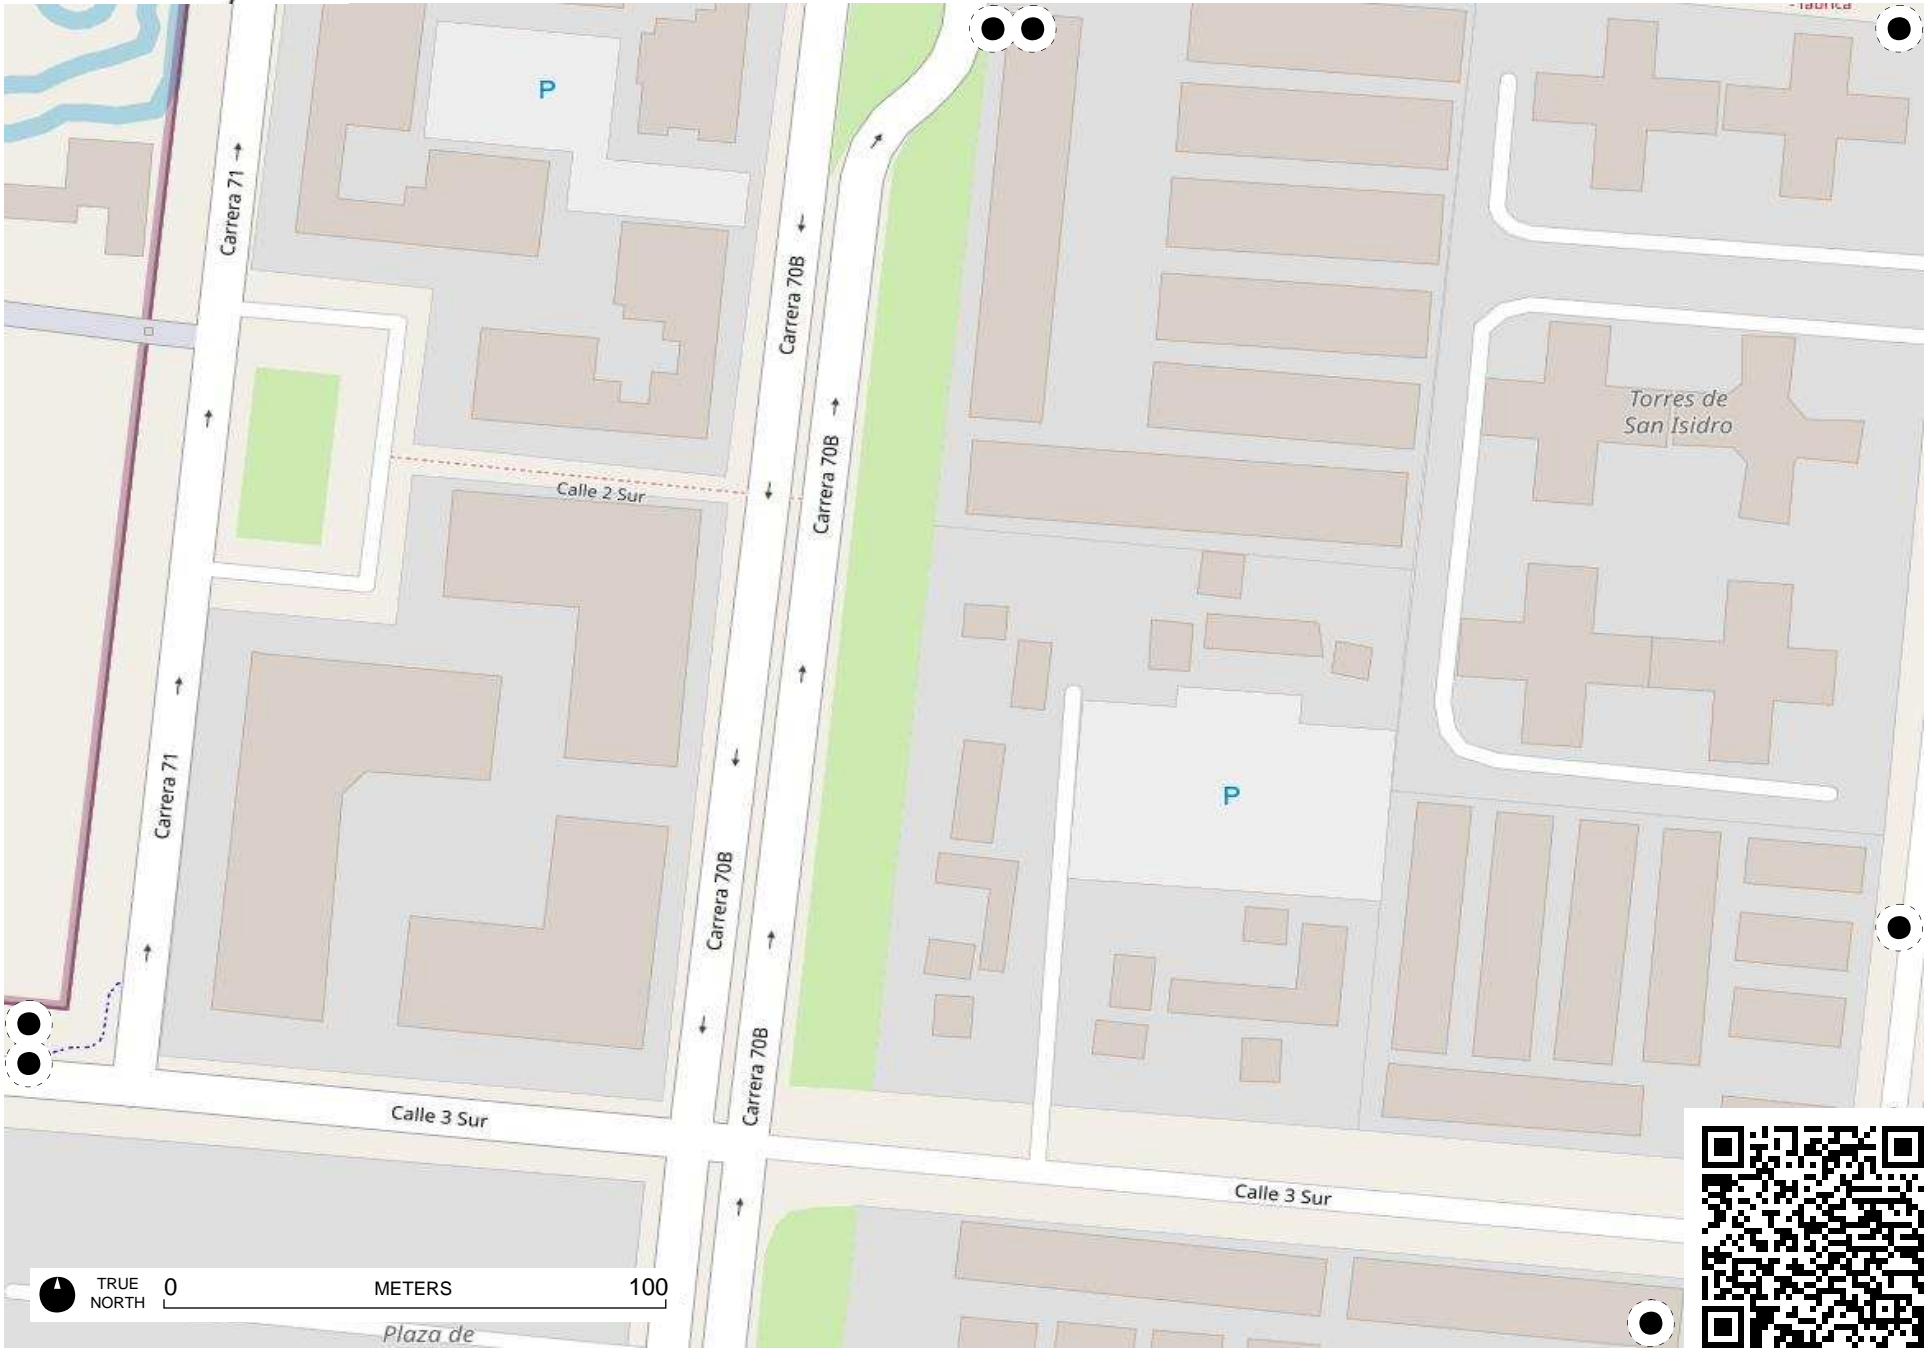 - fábrica
P
Carrera 71
Carrera 70B
Torres de
San Isidro
Carrera 70B
Calle 2 Sur
Carrera 71
P
Carrera 70B
Carrera 70B
Calle 3 Sur
Calle 3 Sur
TRUE
NORTH
0
METERS
100
Plaza de